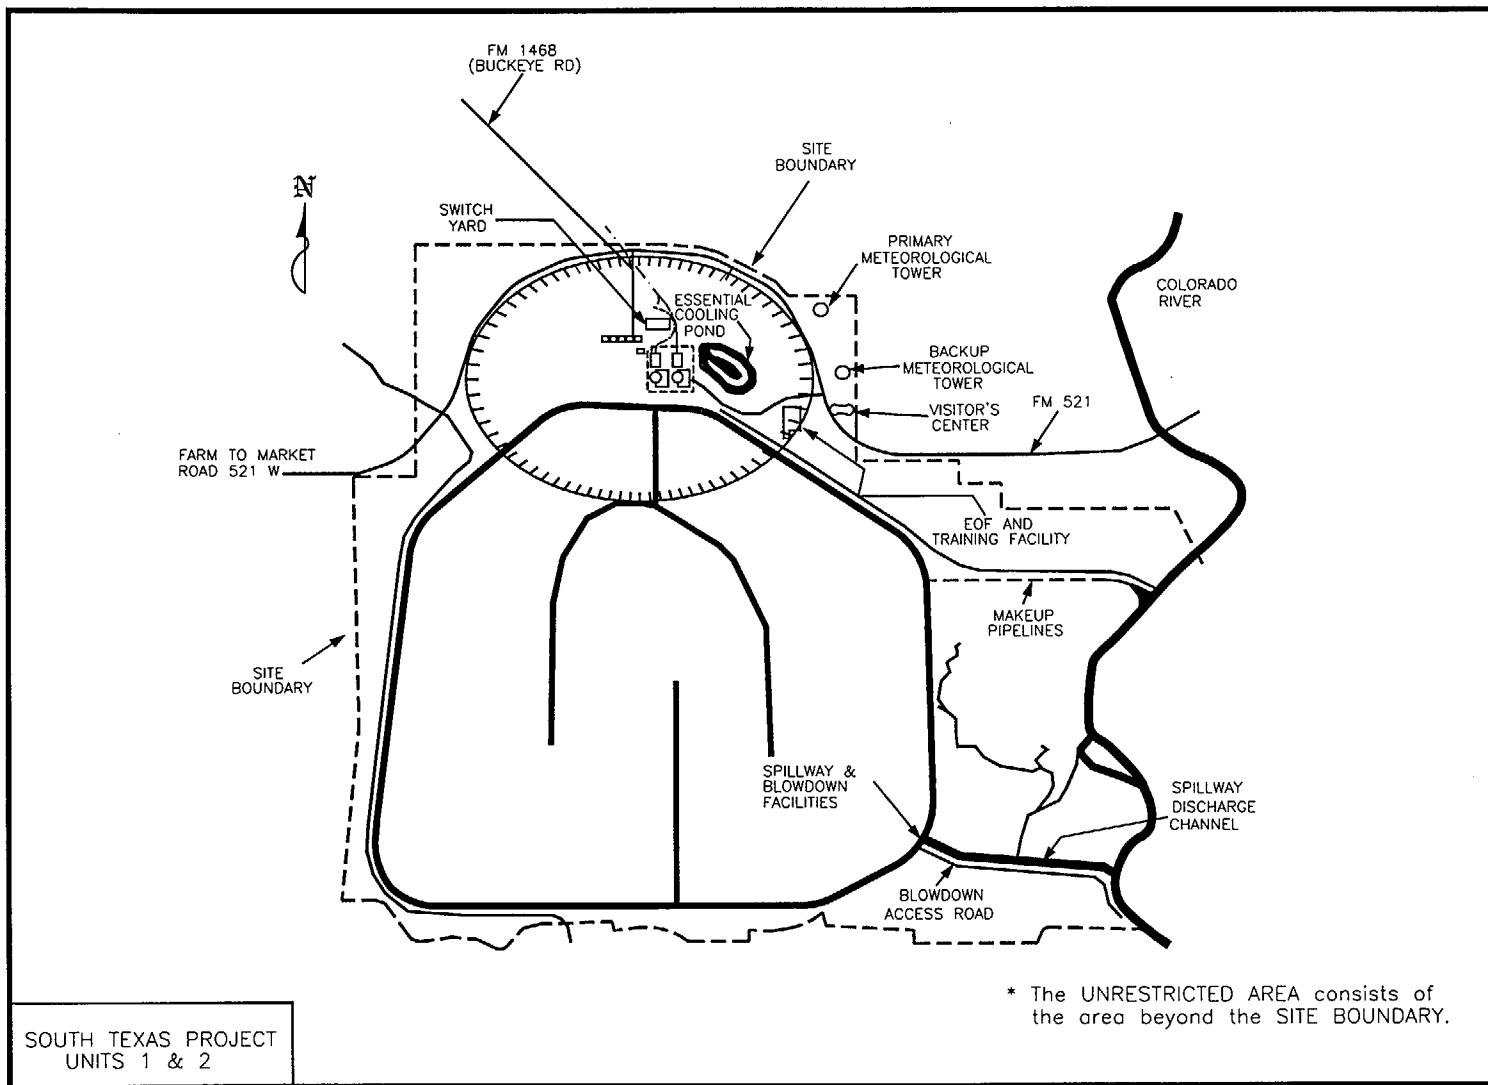 FM 1468
(BUCKEYE RD)
SITE
BOUNDARY
N
SWITCH
YARD
PRIMARY
METEOROLOGICAL
TOWER
COLORADO
RIVER
ESSENTIAL
COOLING
POND
BACKUP
METEOROLOGICAL
TOWER
VISITOR'S
CENTER
FM 521
FARM TO MARKET
ROAD 521 W
EOF AND
TRAINING FACILITY
MAKEUP
PIPELINES
SITE
BOUNDARY
SPILLWAY &
BLOWDOWN
FACILITIES
SPILLWAY
DISCHARGE
CHANNEL
BLOWDOWN
ACCESS ROAD
* The UNRESTRICTED AREA consists of
the area beyond the SITE BOUNDARY.
SOUTH TEXAS PROJECT
UNITS 1 & 2